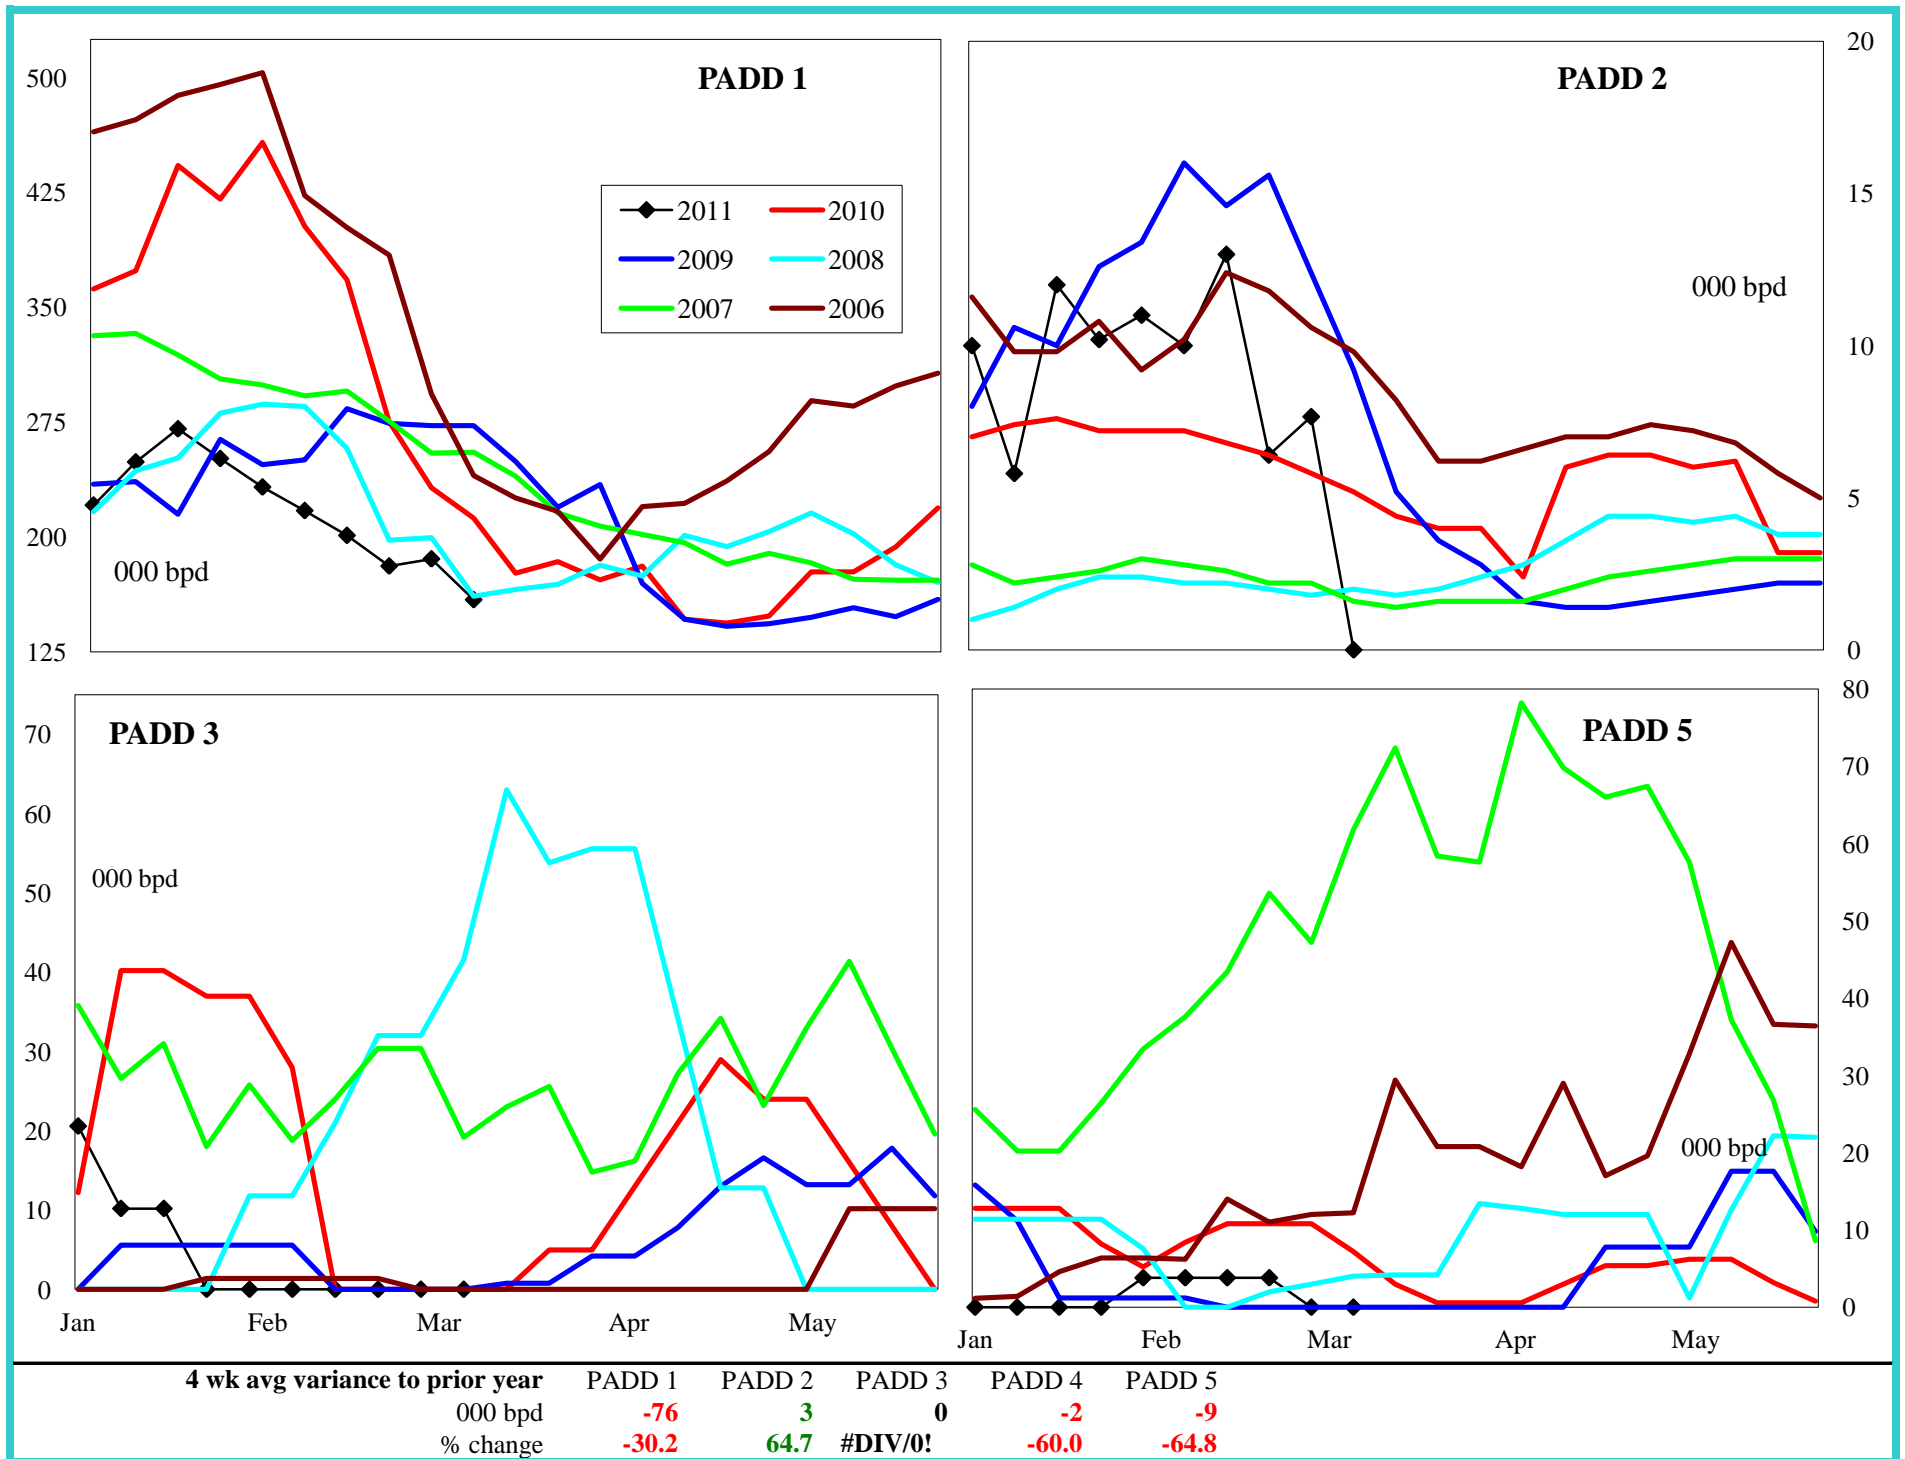 PADD 1
500
425
350
275
200
125
2011 2010
2009 2008
2007 2006
000 bpd
PADD 2
20
15
10
5
0
000 bpd
PADD 3
70
60
50
40
30
20
10
0
000 bpd
Jan Feb Mar Apr May
PADD 5
80
70
60
50
40
30
20
10
0
000 bpd
Jan Feb Mar Apr May
4 wk avg variance to prior year PADD 1 PADD 2 PADD 3 PADD 4 PADD 5
000 bpd -76 3 0 -2 -9
% change -30.2 64.7 #DIV/0! -60.0 -64.8